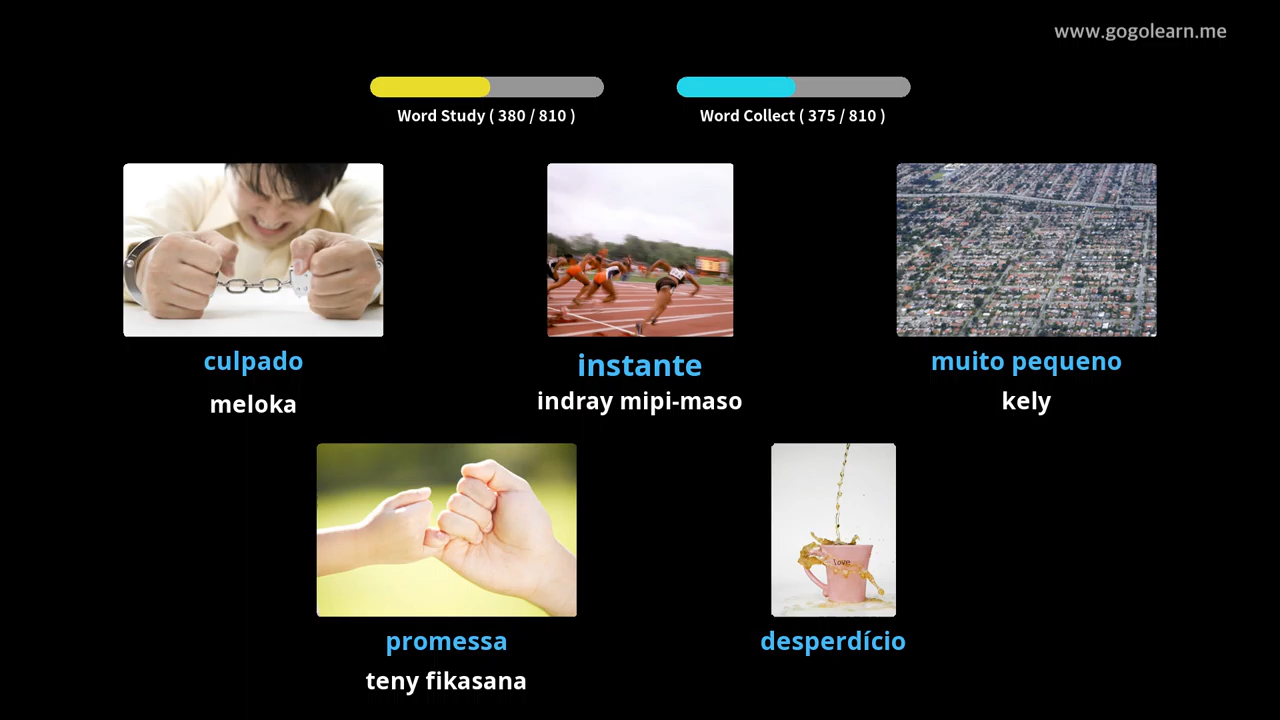 www.gogolearn.me
Word Study ( 380 / 810 )
Word Collect ( 375 / 810 )
culpado
meloka
instante
indray mipi-maso
muito pequeno
kely
promessa
teny fikasana
love
desperdício